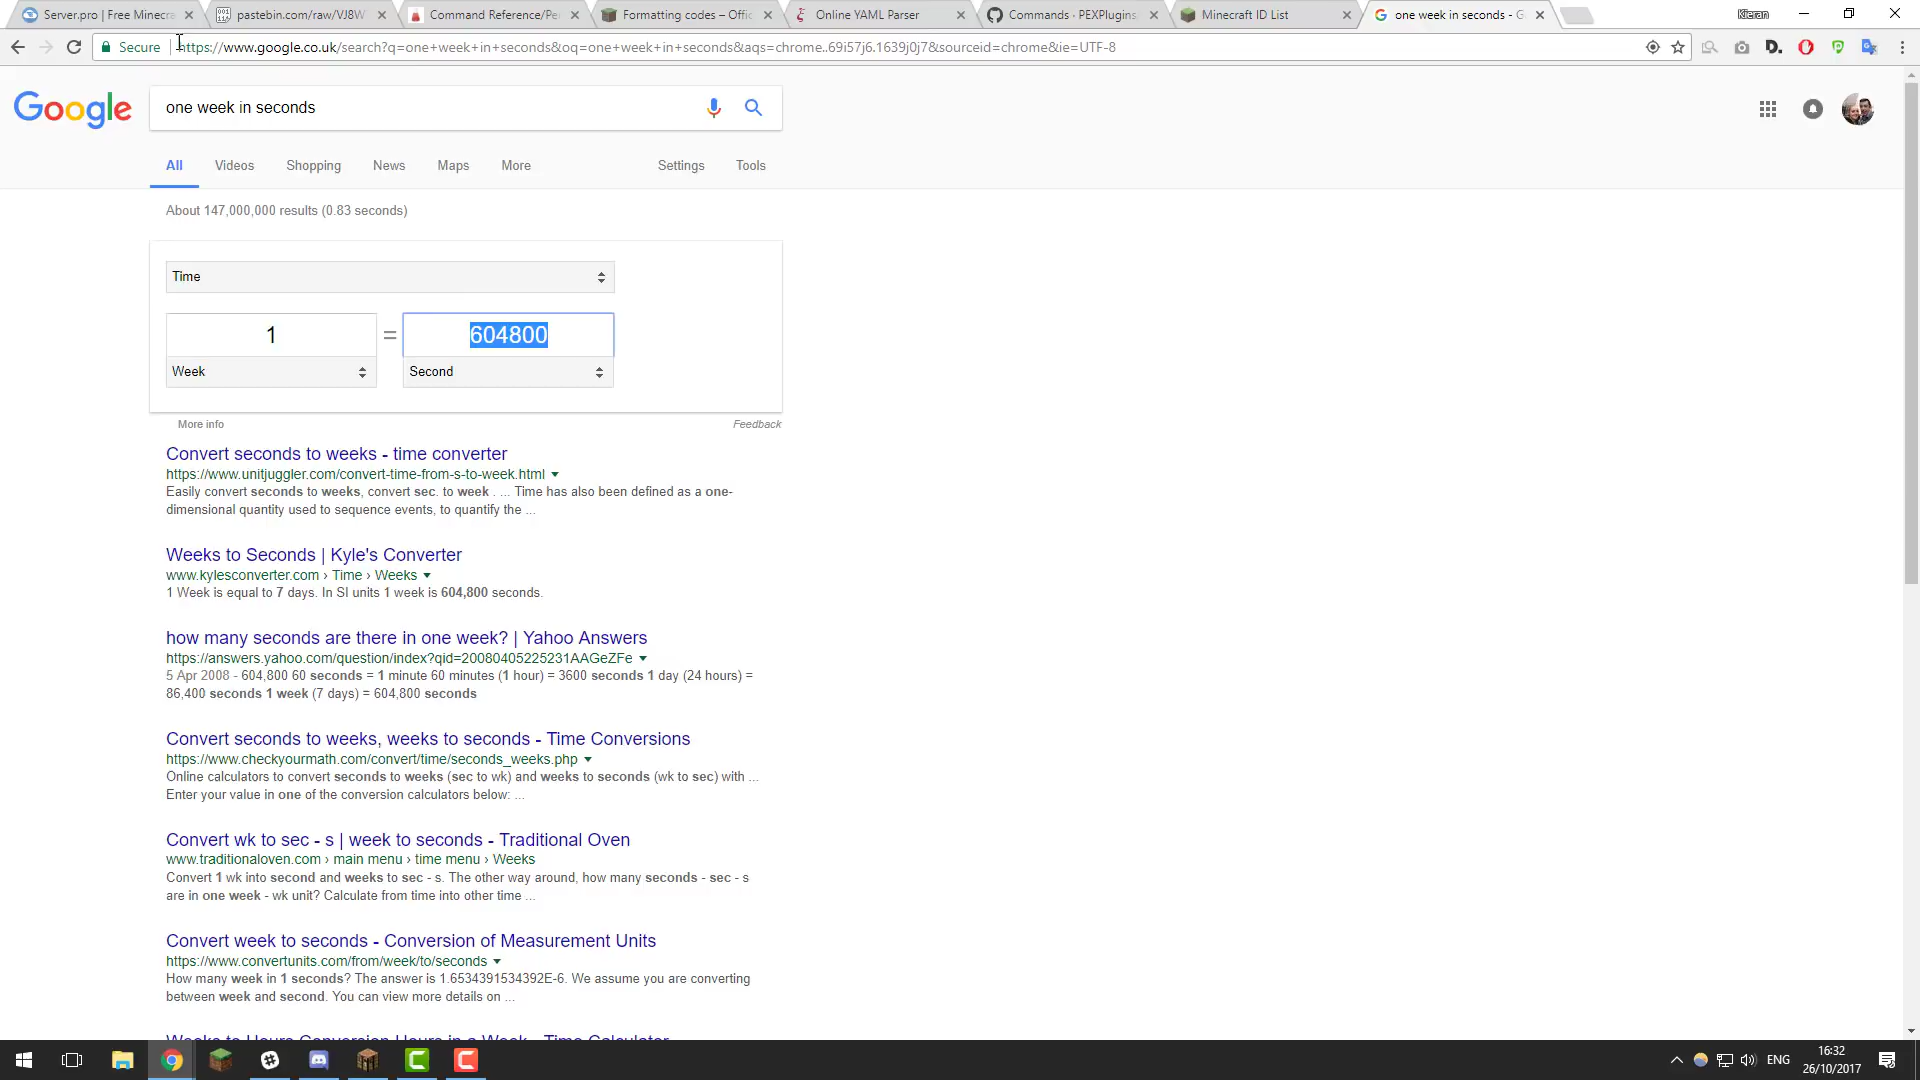 Server.pro | Free Minecra
pastebin.com/raw/VJ8W
Command Reference/Pe
Formatting codes – Offic
Online YAML Parser
Commands · PEXPlugins
Minecraft ID List
one week in seconds - G
Kieran
Secure
https://www.google.co.uk/search?q=one+week+in+seconds&oq=one+week+in+seconds&aqs=chrome..69i57j6.1639j0j7&sourceid=chrome&ie=UTF-8
Google
one week in seconds
All
Videos
Shopping
News
Maps
More
Settings
Tools
About 147,000,000 results (0.83 seconds)
Time
1
=
604800
Week
Second
More info
Feedback
Convert seconds to weeks - time converter
https://www.unitjuggler.com/convert-time-from-s-to-week.html
Easily convert seconds to weeks, convert sec. to week . ... Time has also been defined as a one-
dimensional quantity used to sequence events, to quantify the ...
Weeks to Seconds | Kyle's Converter
www.kylesconverter.com › Time › Weeks
1 Week is equal to 7 days. In SI units 1 week is 604,800 seconds.
how many seconds are there in one week? | Yahoo Answers
https://answers.yahoo.com/question/index?qid=20080405225231AAGeZFe
5 Apr 2008 - 604,800 60 seconds = 1 minute 60 minutes (1 hour) = 3600 seconds 1 day (24 hours) =
86,400 seconds 1 week (7 days) = 604,800 seconds
Convert seconds to weeks, weeks to seconds - Time Conversions
https://www.checkyourmath.com/convert/time/seconds_weeks.php
Online calculators to convert seconds to weeks (sec to wk) and weeks to seconds (wk to sec) with ...
Enter your value in one of the conversion calculators below: ...
Convert wk to sec - s | week to seconds - Traditional Oven
www.traditionaloven.com › main menu › time menu › Weeks
Convert 1 wk into second and weeks to sec - s. The other way around, how many seconds - sec - s
are in one week - wk unit? Calculate from time into other time ...
Convert week to seconds - Conversion of Measurement Units
https://www.convertunits.com/from/week/to/seconds
How many week in 1 seconds? The answer is 1.6534391534392E-6. We assume you are converting
between week and second. You can view more details on ...
Weeks to Hours Conversion Hours in a Week - Time Calculator
ENG
16:32
26/10/2017